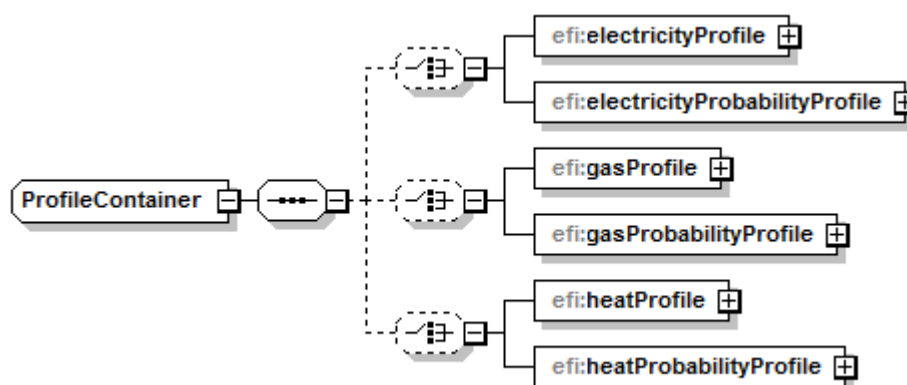 efi:electricityProfile
efi:electricityProbabilityProfile
efi:gasProfile
ProfileContainer
efi:gasProbabilityProfile
efi:heatProfile
efi:heatProbabilityProfile